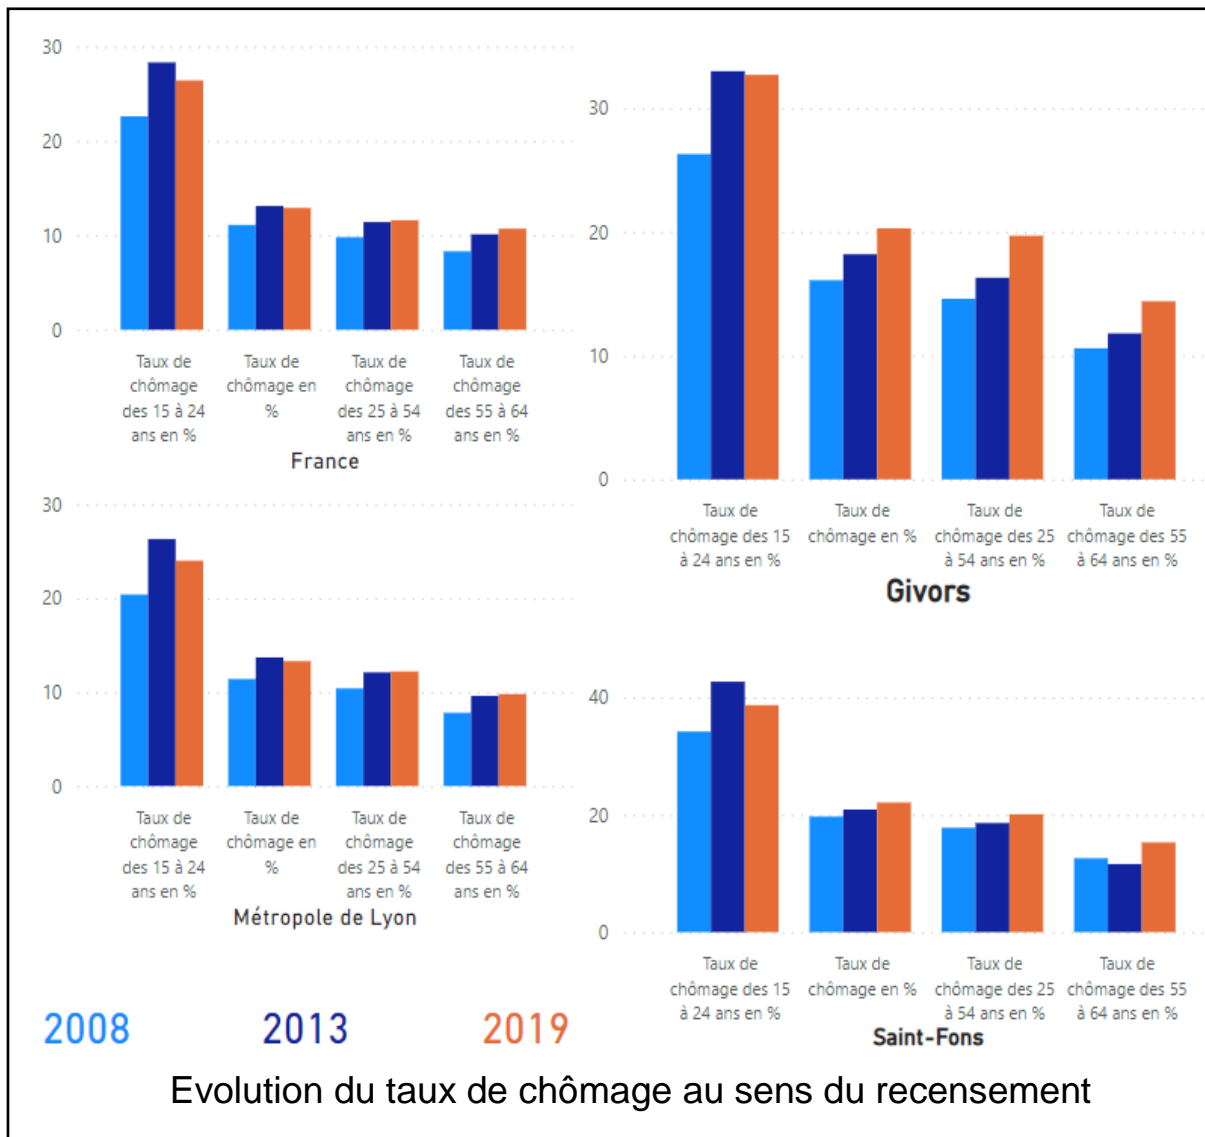 30
20
10
0
Taux de
chômage
des 15 à 24
ans en %
Taux de
chômage en
%
Taux de
chômage
des 25 à 54
ans en %
Taux de
chômage
des 55 à 64
ans en %
France
30
20
10
0
Taux de
chômage des 15
à 24 ans en %
Taux de
chômage en %
Taux de
chômage des 25
à 54 ans en %
Taux de
chômage des 55
à 64 ans en %
Givors
30
20
10
0
Taux de
chômage
des 15 à 24
ans en %
Taux de
chômage en
%
Taux de
chômage
des 25 à 54
ans en %
Taux de
chômage
des 55 à 64
ans en %
Métropole de Lyon
40
20
0
Taux de
chômage des 15
à 24 ans en %
Taux de
chômage en %
Taux de
chômage des 25
à 54 ans en %
Taux de
chômage des 55
à 64 ans en %
Saint-Fons
2008 2013 2019
Evolution du taux de chômage au sens du recensement